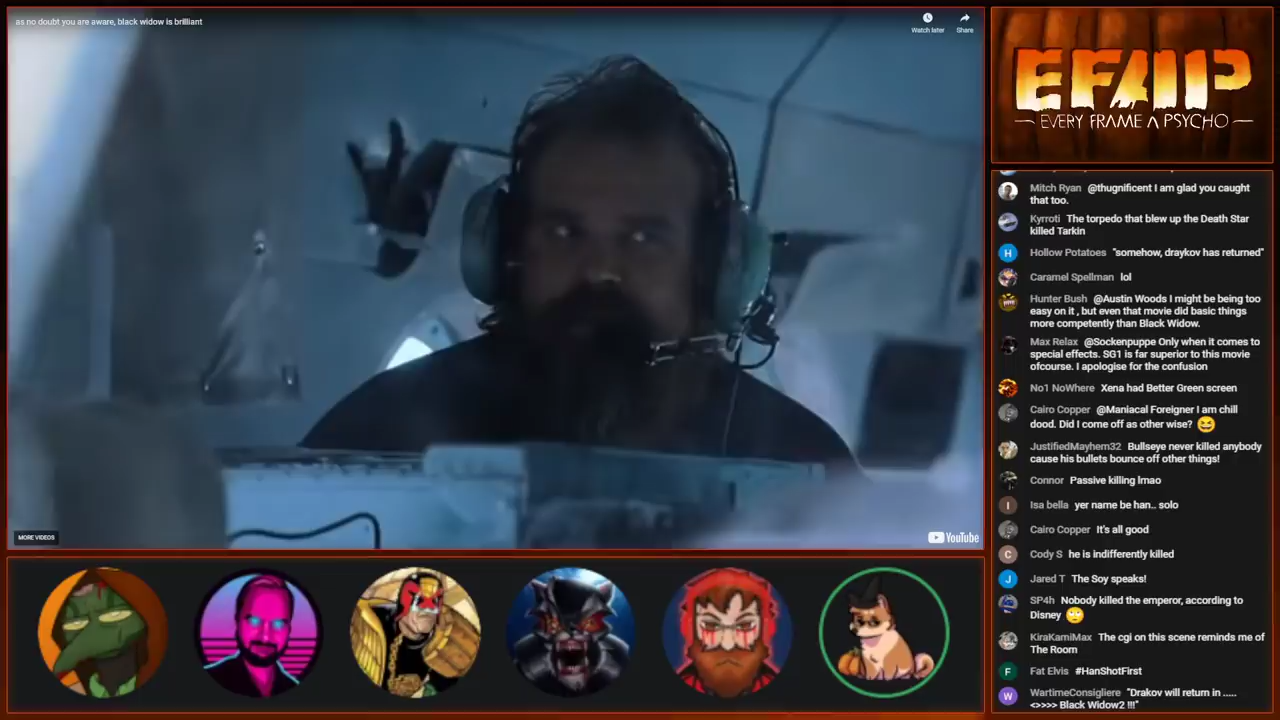 as no doubt you are aware, black widow is brilliant
Watch later
Share
MORE VIDEOS
YouTube
EFAP
EVERY FRAME A PSYCHO
Mitch Ryan @thugnificent I am glad you caught
that too.
Kyrroti The torpedo that blew up the Death Star
killed Tarkin
H
Hollow Potatoes "somehow, draykov has returned"
Caramel Spellman lol
Hunter Bush @Austin Woods I might be being too
easy on it , but even that movie did basic things
more competently than Black Widow.
Max Relax @Sockenpuppe Only when it comes to
special effects. SG1 is far superior to this movie
ofcourse. I apologise for the confusion
No1 NoWhere Xena had Better Green screen
Cairo Copper @Maniacal Foreigner I am chill
dood. Did I come off as other wise? 😆
JustifiedMayhem32 Bullseye never killed anybody
cause his bullets bounce off other things!
Connor Passive killing lmao
I
Isa bella yer name be han.. solo
Cairo Copper It's all good
C
Cody S he is indifferently killed
J
Jared T The Soy speaks!
SP4h Nobody killed the emperor, according to
Disney 🙄
KiraKamiMax The cgi on this scene reminds me of
The Room
F
Fat Elvis #HanShotFirst
W
WartimeConsigliere "Drakov will return in .....
<>>>> Black Widow2 !!!"